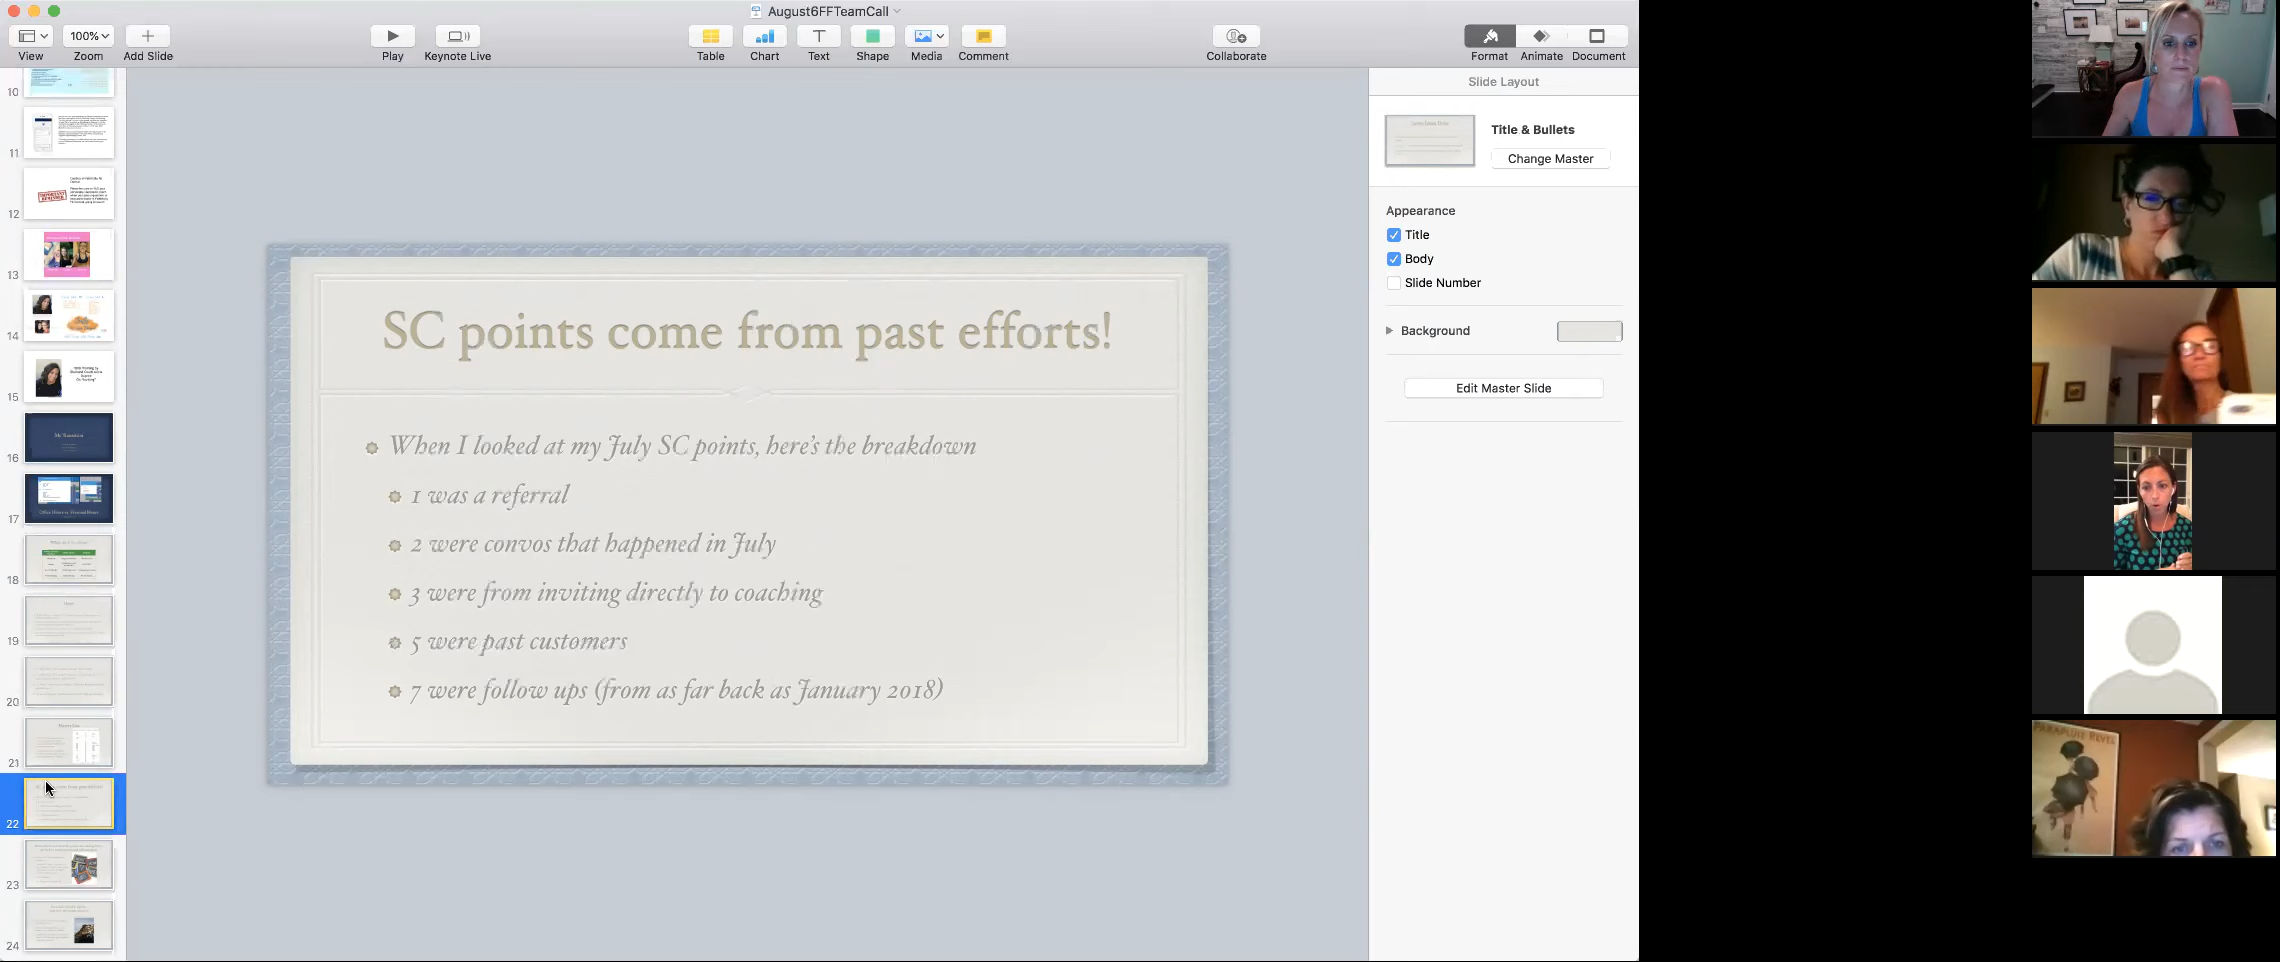 August6FFTeamCall
100%
View
Zoom
Add Slide
Play
Keynote Live
Table
Chart
Text
Shape
Media
Comment
Collaborate
Format
Animate
Document
10
11
12
13
14
15
16
17
18
19
20
21
22
23
24
SC points come from past efforts!
When I looked at my July SC points, here's the breakdown
1 was a referral
2 were convos that happened in July
3 were from inviting directly to coaching
5 were past customers
7 were follow ups (from as far back as January 2018)
Slide Layout
Title & Bullets
Change Master
Appearance
Title
Body
Slide Number
Background
Edit Master Slide